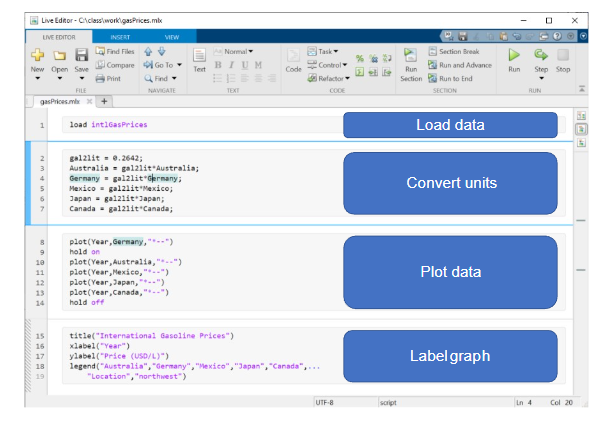 Live Editor - C:\class\work\gasPrices.mlx
LIVE EDITOR INSERT VIEW
New Open Save Find Files Compare Print Go To Find Text Normal B I U M Code Task Control Refactor Run Section Section Break Run and Advance Run to End Run Step Stop
FILE NAVIGATE TEXT CODE SECTION RUN
gasPrices.mlx
1 load intlGasPrices
Load data
2 gal2lit = 0.2642;
3 Australia = gal2lit*Australia;
4 Germany = gal2lit*Germany;
5 Mexico = gal2lit*Mexico;
6 Japan = gal2lit*Japan;
7 Canada = gal2lit*Canada;
Convert units
8 plot(Year,Germany,"*--")
9 hold on
10 plot(Year,Australia,"*--")
11 plot(Year,Mexico,"*--")
12 plot(Year,Japan,"*--")
13 plot(Year,Canada,"*--")
14 hold off
Plot data
15 title("International Gasoline Prices")
16 xlabel("Year")
17 ylabel("Price (USD/L)")
18 legend("Australia","Germany","Mexico","Japan","Canada",...
19 "Location","northwest")
Label graph
UTF-8 script Ln 4 Col 20